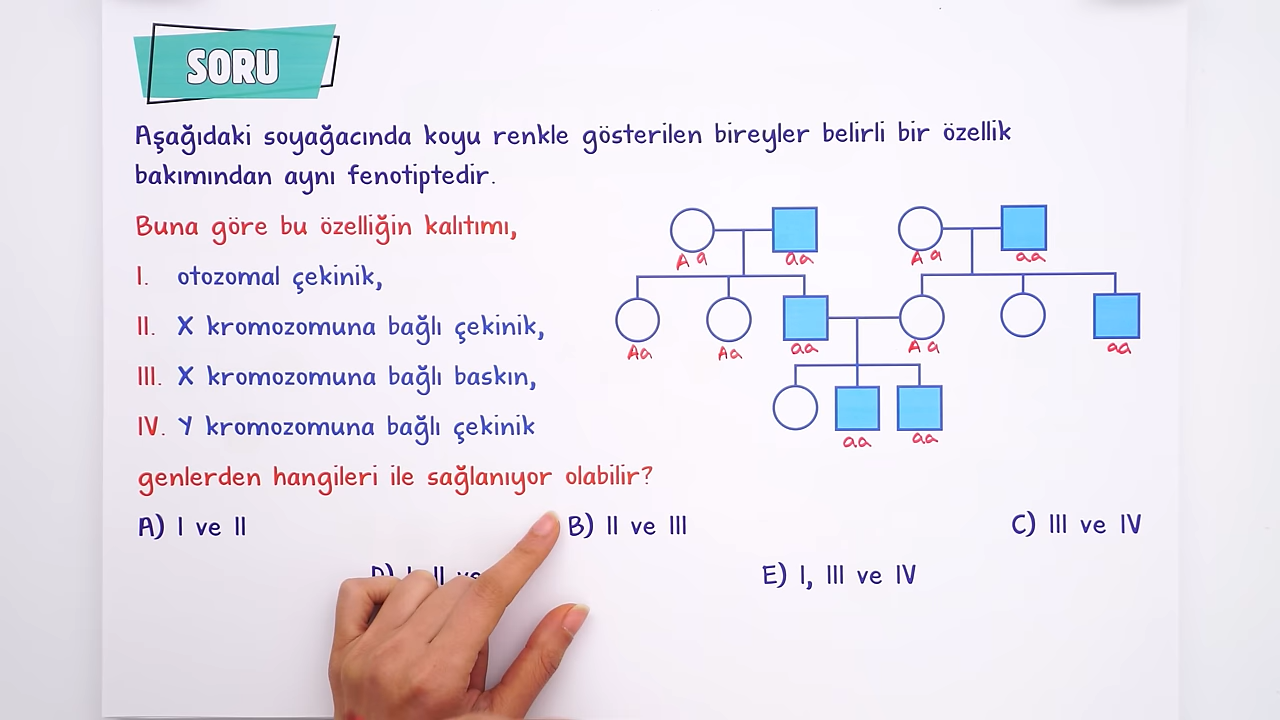 SORU
Aşağıdaki soyağacında koyu renkle gösterilen bireyler belirli bir özellik
bakımından aynı fenotiptedir.
Buna göre bu özelliğin kalıtımı,
I. otozomal çekinik,
II. X kromozomuna bağlı çekinik,
III. X kromozomuna bağlı baskın,
IV. Y kromozomuna bağlı çekinik
genlerden hangileri ile sağlanıyor olabilir?
Aa aa Aa aa
Aa Aa aa Aa aa
aa aa
A) I ve II B) II ve III C) III ve IV
E) I, III ve IV